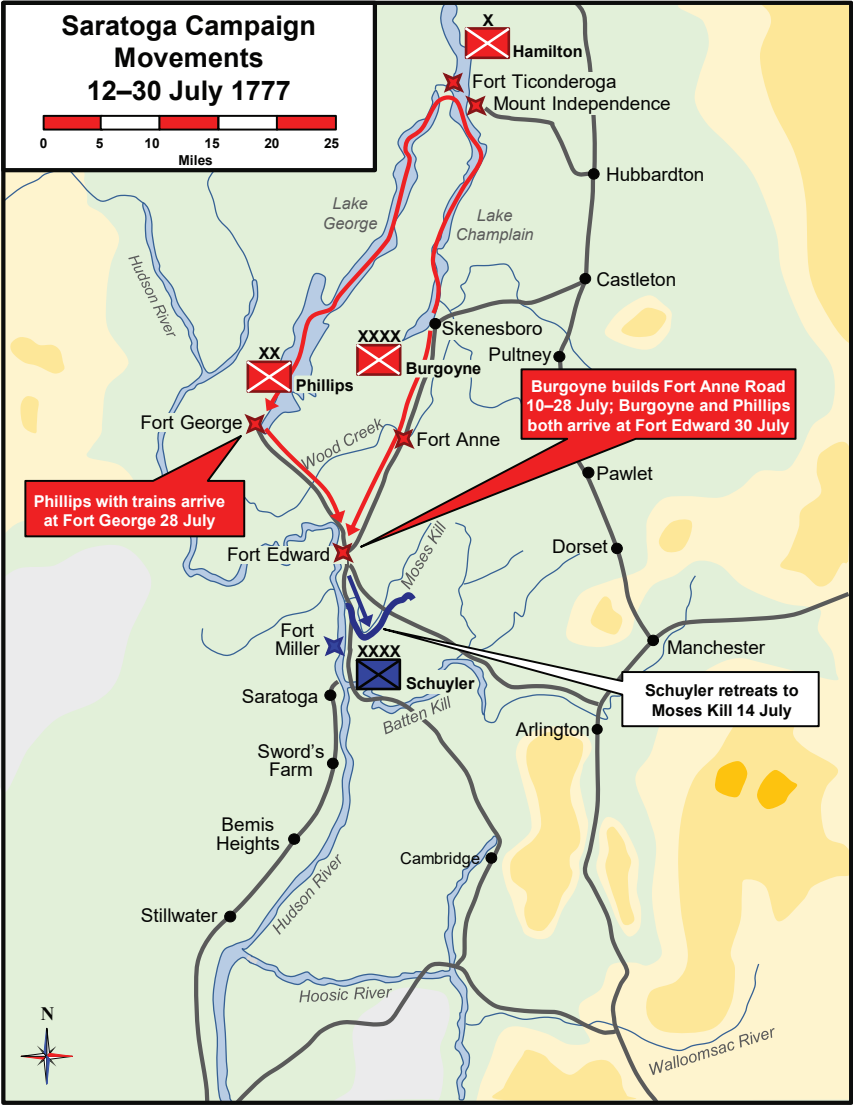 Saratoga Campaign
Movements
12–30 July 1777
0 5 10 15 20 25
Miles
X
Hamilton
Fort Ticonderoga
Mount Independence
Hubbardton
Lake
George
Lake
Champlain
Hudson River
Castleton
Skenesboro
XXXX
Burgoyne
Pultney
XX
Phillips
Burgoyne builds Fort Anne Road
10–28 July; Burgoyne and Phillips
both arrive at Fort Edward 30 July
Fort George
Wood Creek
Fort Anne
Pawlet
Phillips with trains arrive
at Fort George 28 July
Fort Edward
Moses Kill
Dorset
Fort
Miller
Manchester
XXXX
Schuyler
Schuyler retreats to
Moses Kill 14 July
Saratoga
Batten Kill
Arlington
Sword's
Farm
Bemis
Heights
Hudson River
Cambridge
Stillwater
Hoosic River
N
Walloomsac River